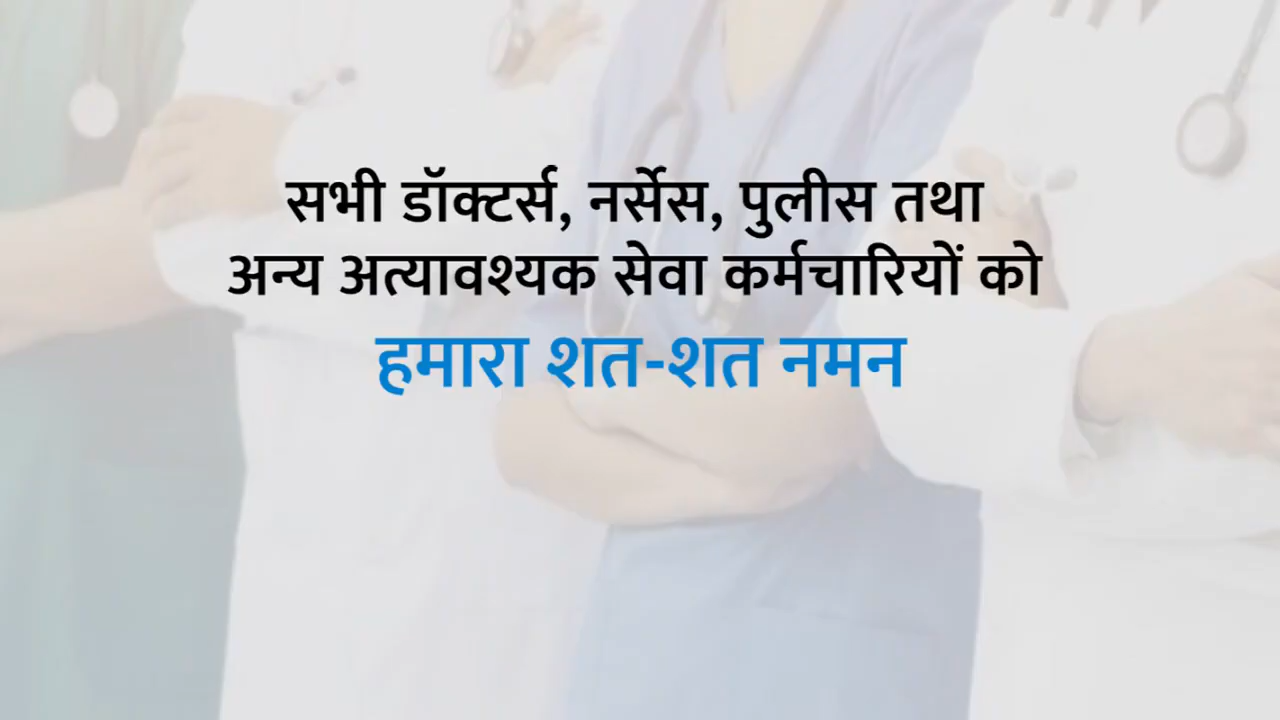 सभी डॉक्टर्स, नर्सेस, पुलीस तथा
अन्य अत्यावश्यक सेवा कर्मचारियों को
हमारा शत-शत नमन